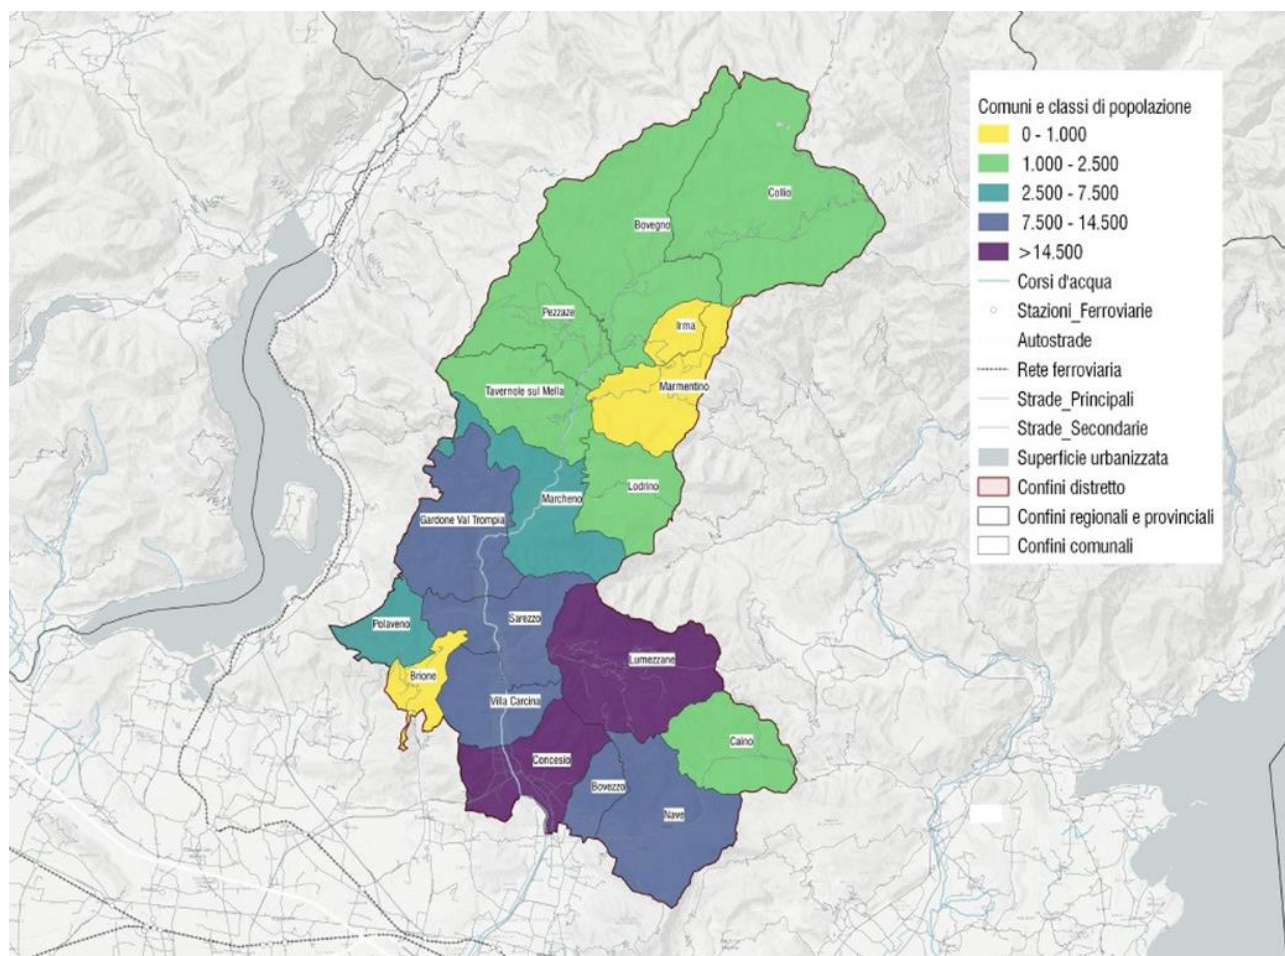 Comuni e classi di popolazione
0 - 1.000
1.000 - 2.500
2.500 - 7.500
7.500 - 14.500
>14.500
Corsi d'acqua
Stazioni_Ferroviarie
Autostrade
Rete ferroviaria
Strade_Principali
Strade_Secondarie
Superficie urbanizzata
Confini distretto
Confini regionali e provinciali
Confini comunali
Collio
Bovegno
Pezzaze
Irma
Marmentino
Tavernole sul Mella
Lodrino
Marcheno
Gardone Val Trompia
Sarezzo
Polaveno
Lumezzane
Brione
Villa Carcina
Caino
Concesio
Bovezzo
Nave